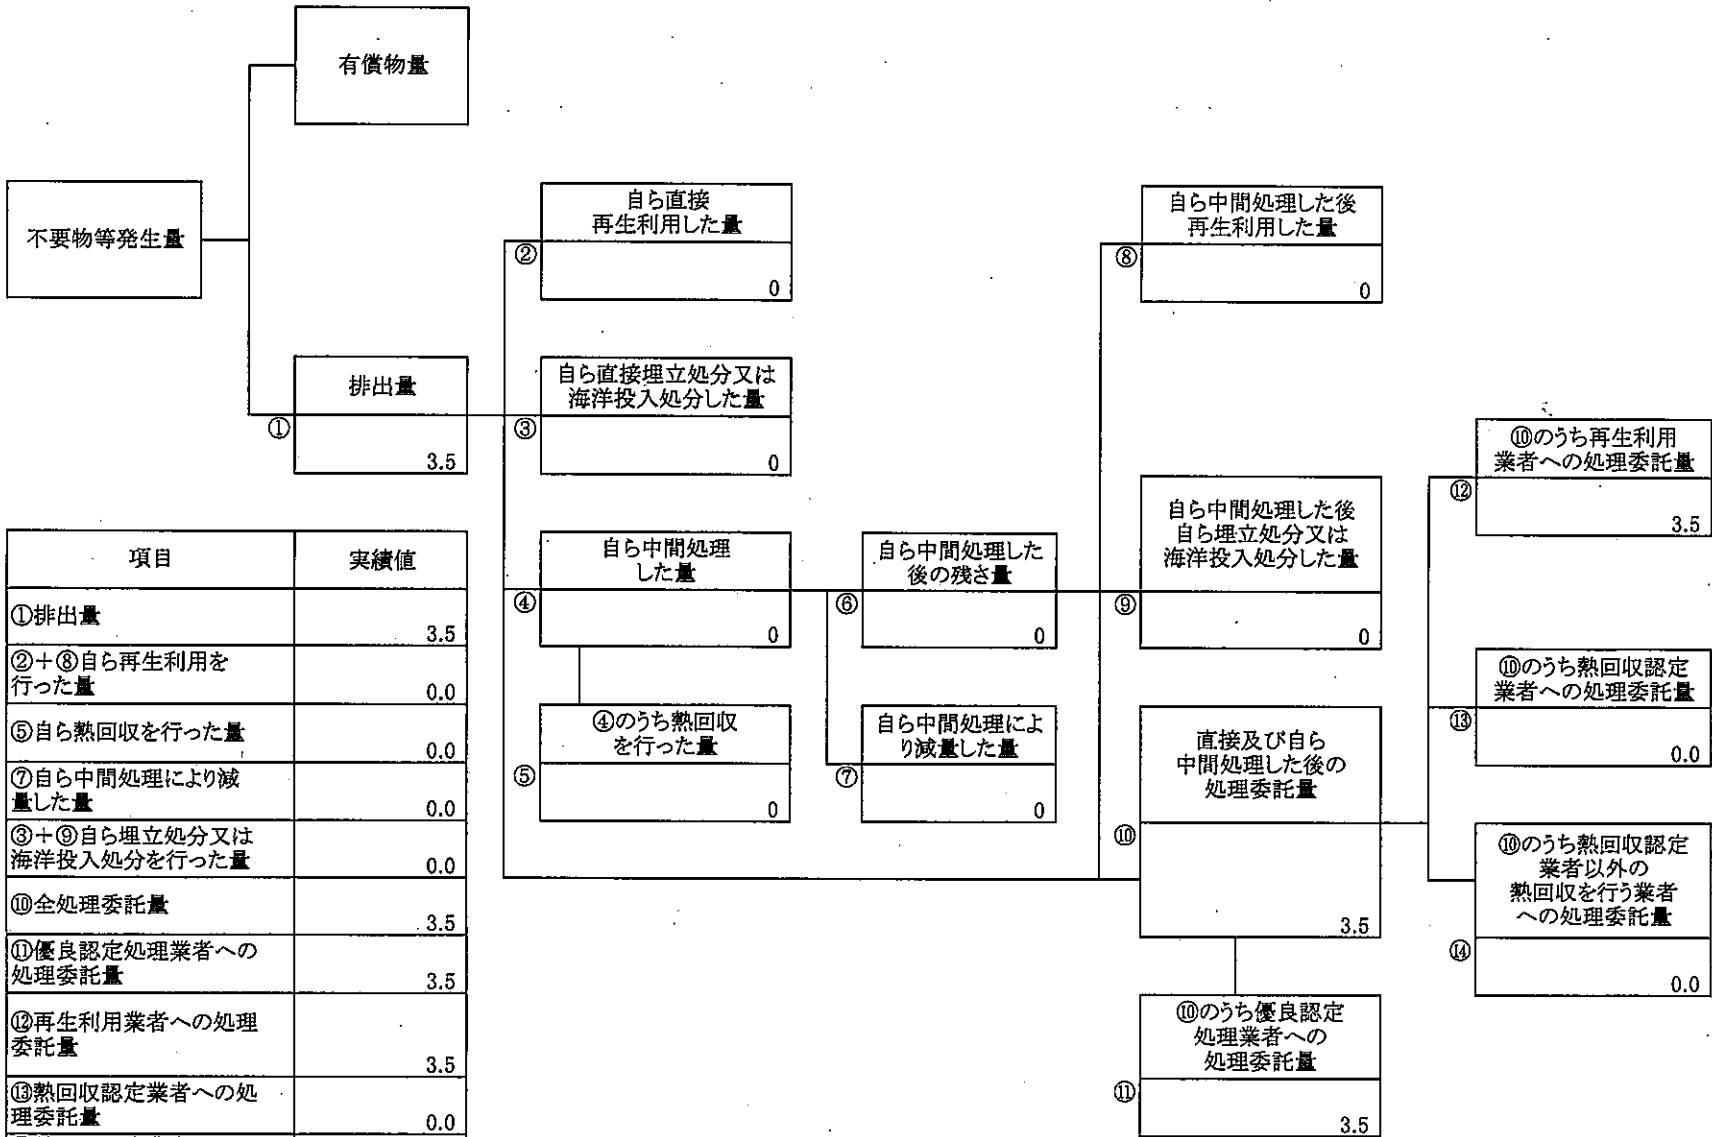 有償物量
不要物等発生量
排出量
①
3.5
自ら直接
再生利用した量
②
0
自ら直接埋立処分又は
海洋投入処分した量
③
0
自ら中間処理
した量
④
0
④のうち熱回収
を行った量
⑤
0
自ら中間処理した
後の残さ量
⑥
0
自ら中間処理によ
り減量した量
⑦
0
自ら中間処理した後
再生利用した量
⑧
0
自ら中間処理した後
自ら埋立処分又は
海洋投入処分した量
⑨
0
直接及び自ら
中間処理した後の
処理委託量
⑩
3.5
⑩のうち優良認定
処理業者への
処理委託量
⑪
3.5
⑩のうち再生利用
業者への処理委託量
⑫
3.5
⑩のうち熱回収認定
業者への処理委託量
⑬
0.0
⑩のうち熱回収認定
業者以外の
熱回収を行う業者
への処理委託量
⑭
0.0
項目 実績値
①排出量
3.5
②+⑧自ら再生利用を
行った量
0.0
⑤自ら熱回収を行った量
0.0
⑦自ら中間処理により減
量した量
0.0
③+⑨自ら埋立処分又は
海洋投入処分を行った量
0.0
⑩全処理委託量
3.5
⑪優良認定処理業者への
処理委託量
3.5
⑫再生利用業者への処理
委託量
3.5
⑬熱回収認定業者への処
理委託量
0.0